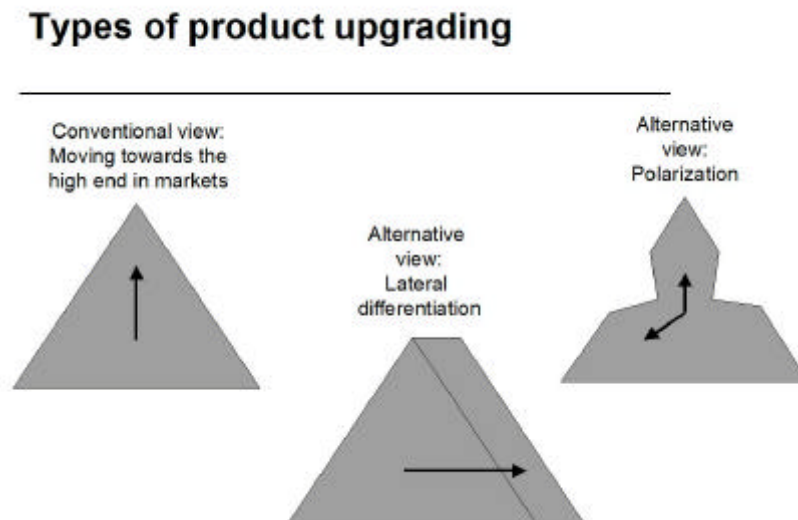 Types of product upgrading
Conventional view:
Moving towards the
high end in markets
Alternative
view:
Lateral
differentiation
Alternative
view:
Polarization